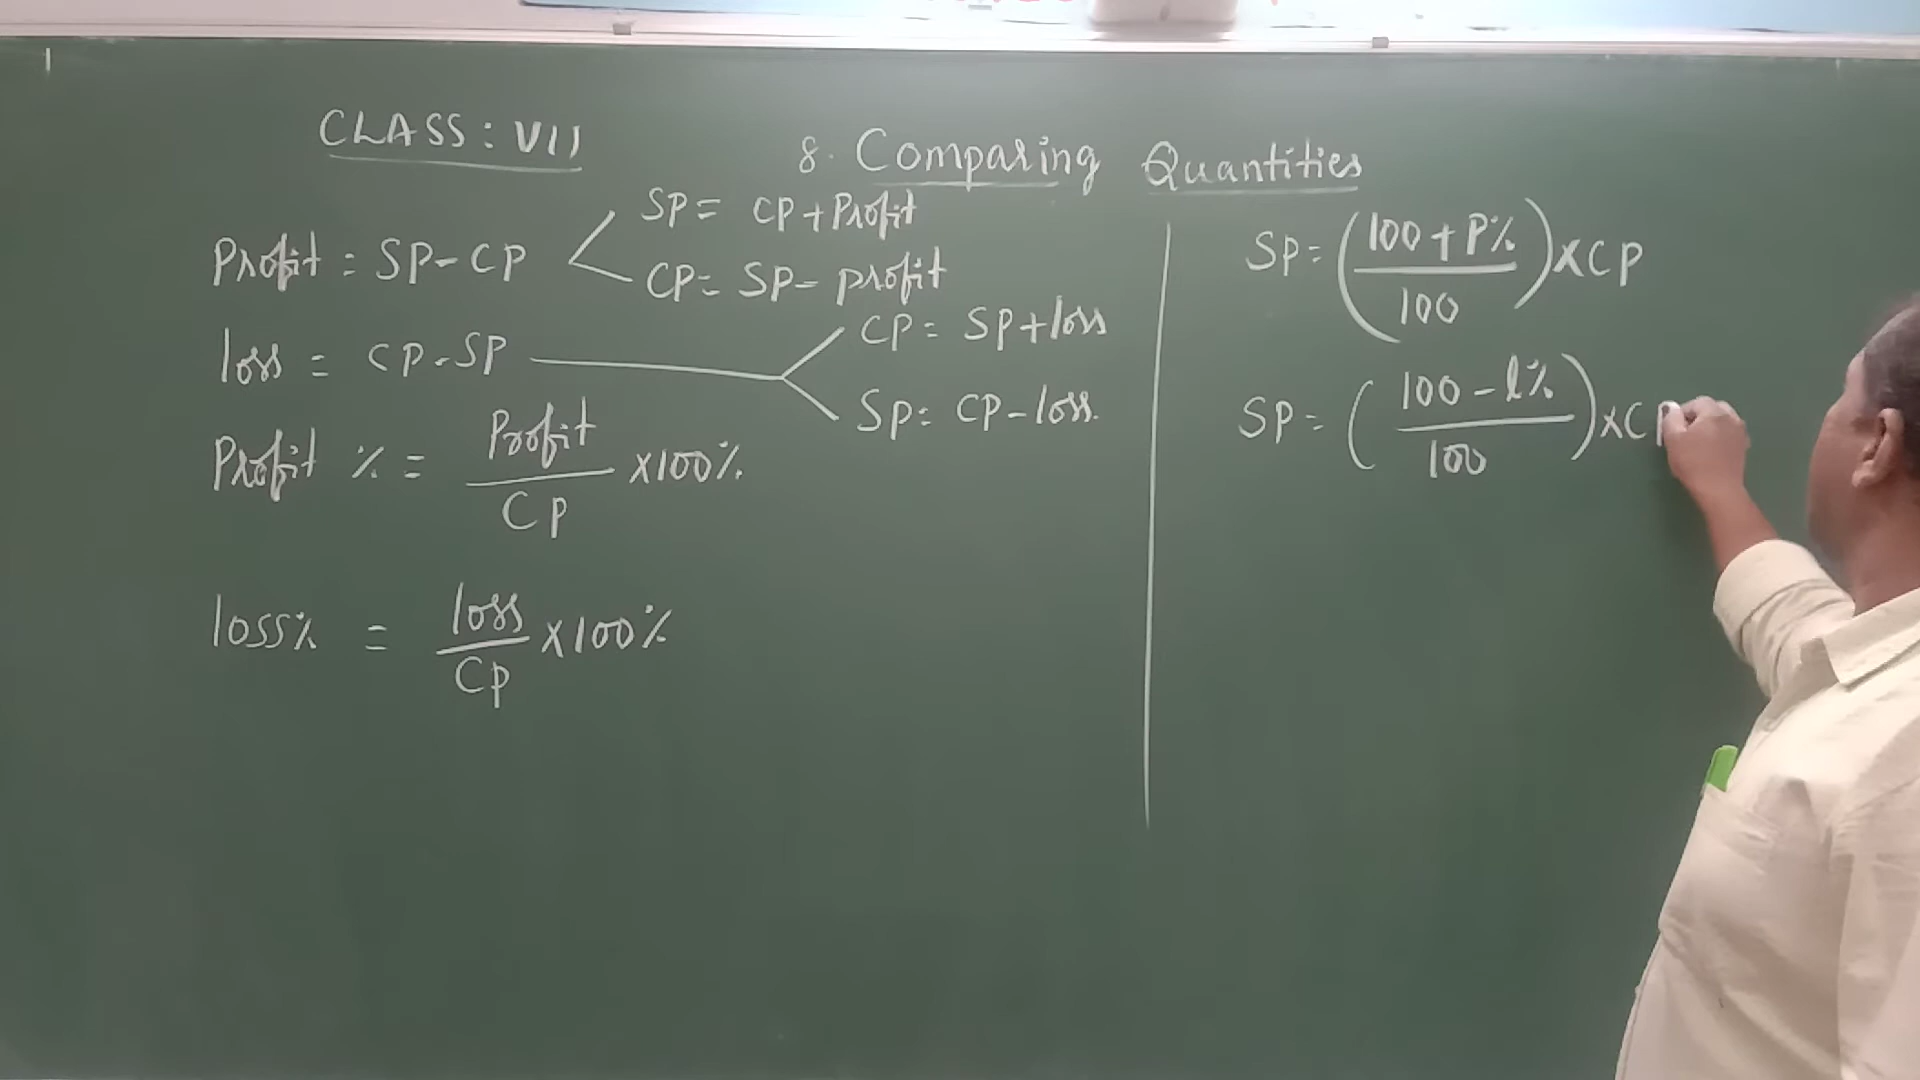 CLASS: VII
8. Comparing Quantities
Profit = SP-CP
SP = CP + Profit
CP = SP - profit
loss = CP - SP
CP = SP + loss
SP = CP - loss.
Profit % = Profit / CP ×100%
loss% = loss / CP ×100%
SP = (100 + P% / 100) × CP
SP = (100 - l% / 100) × CP